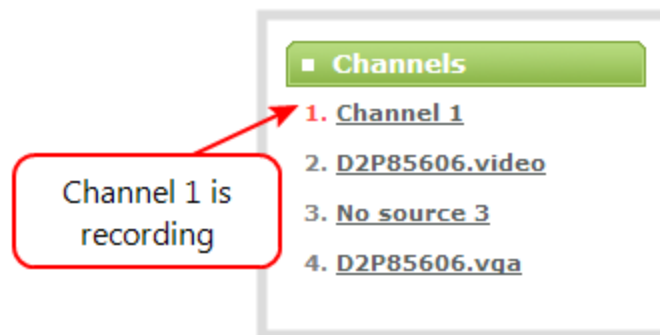 Channels
1. Channel 1
2. D2P85606.video
3. No source 3
4. D2P85606.vga
Channel 1 is
recording